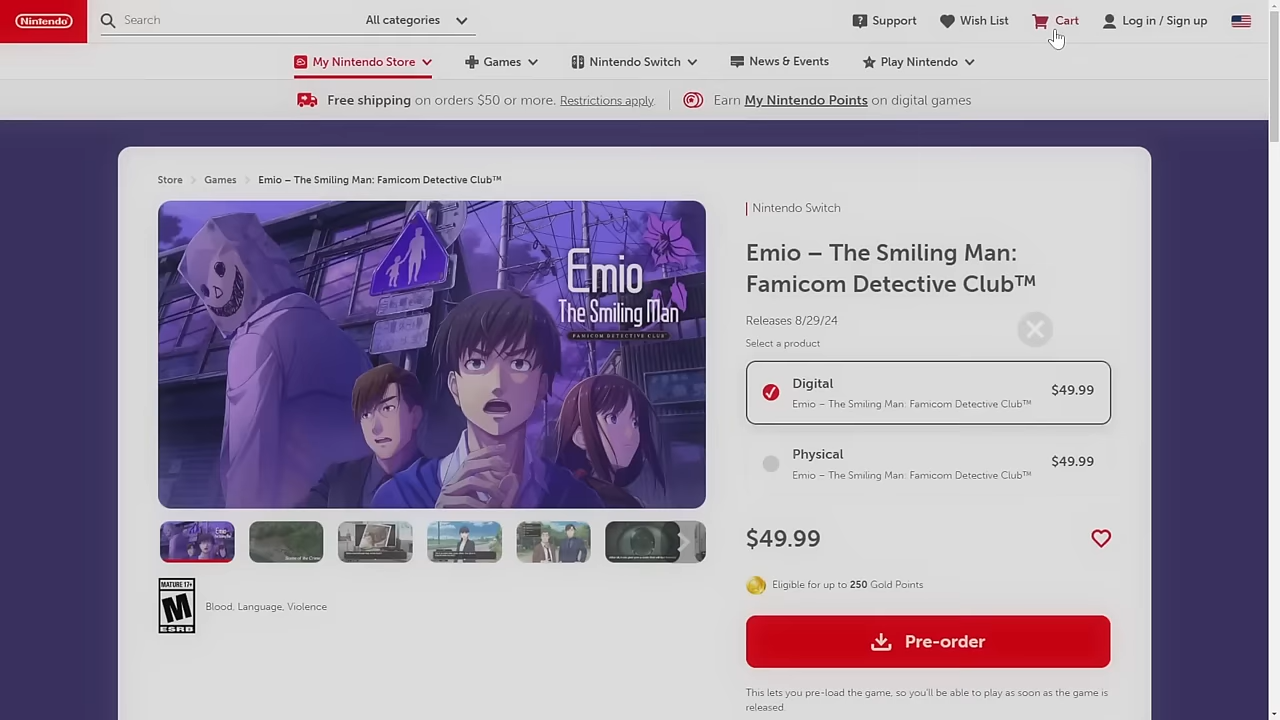 Nintendo
Search
All categories
Support
Wish List
Cart
Log in / Sign up
My Nintendo Store
Games
Nintendo Switch
News & Events
Play Nintendo
Free shipping on orders $50 or more. Restrictions apply.
Earn My Nintendo Points on digital games
Store
Games
Emio – The Smiling Man: Famicom Detective Club™
Emio
The Smiling Man
FAMICOM DETECTIVE CLUB
MATURE 17+
M
ESRB
Blood, Language, Violence
Nintendo Switch
Emio – The Smiling Man:
Famicom Detective Club™
Releases 8/29/24
Select a product
Digital
Emio – The Smiling Man: Famicom Detective Club™
$49.99
Physical
Emio – The Smiling Man: Famicom Detective Club™
$49.99
$49.99
Eligible for up to 250 Gold Points
Pre-order
This lets you pre-load the game, so you'll be able to play as soon as the game is
released.